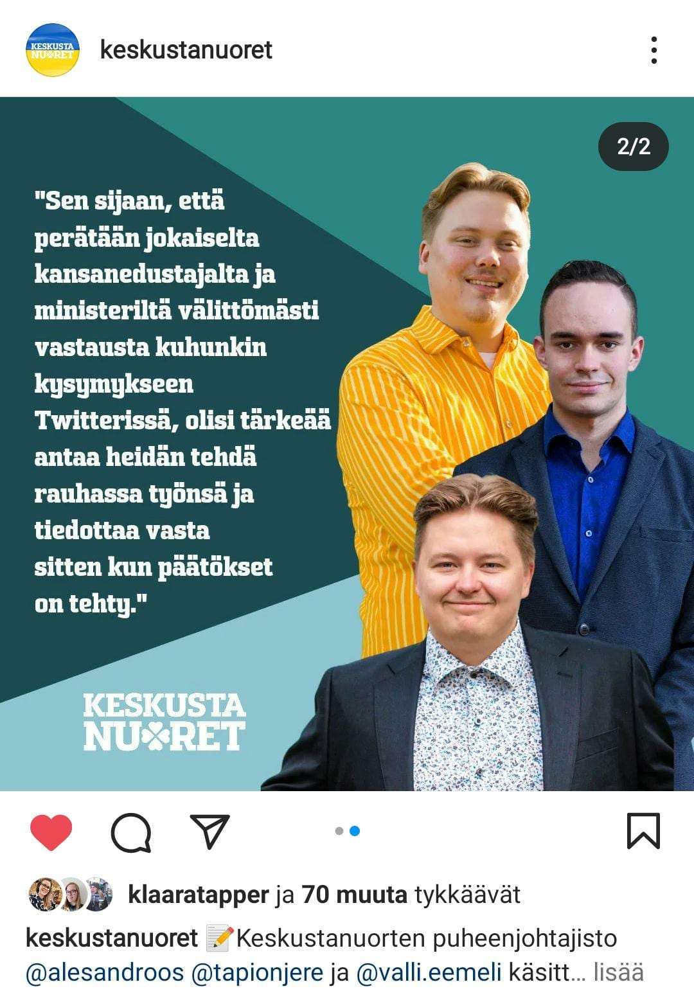 KESKUSTA
NUORET
keskustanuoret
2/2
"Sen sijaan, että
perätään jokaiselta
kansanedustajalta ja
ministeriltä välittömästi
vastausta kuhunkin
kysymykseen
Twitterissä, olisi tärkeää
antaa heidän tehdä
rauhassa työnsä ja
tiedottaa vasta
sitten kun päätökset
on tehty."
KESKUSTA
NUORET
klaaratapper ja 70 muuta tykkäävät
keskustanuoret 📝Keskustanuorten puheenjohtajisto
@alesandroos @tapionjere ja @valli.eemeli käsitt... lisää